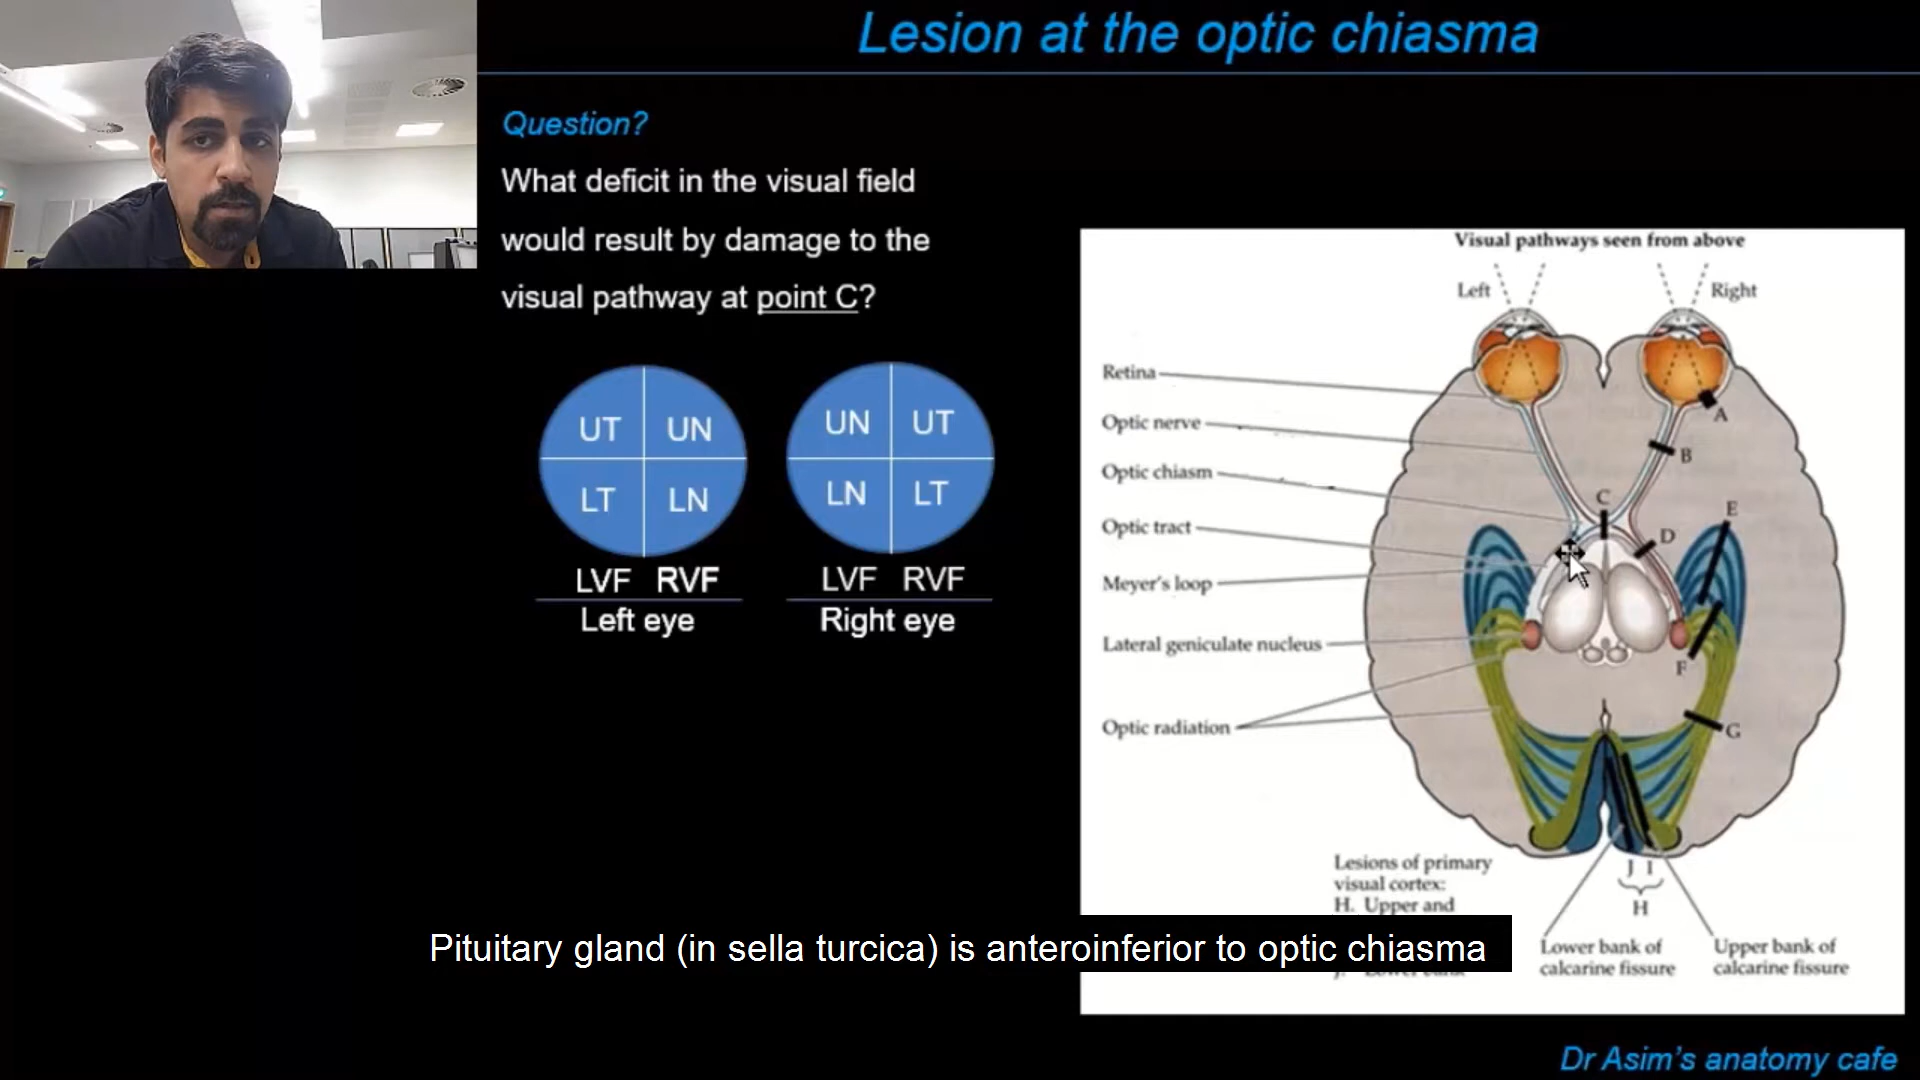 Lesion at the optic chiasma
Question?
What deficit in the visual field
would result by damage to the
visual pathway at point C?
UT UN
LT LN
LVF RVF
Left eye
UN UT
LN LT
LVF RVF
Right eye
Visual pathways seen from above
Left Right
Retina
Optic nerve
Optic chiasm
Optic tract
Meyer's loop
Lateral geniculate nucleus
Optic radiation
A
B
C
D
E
F
G
J I
H
Lesions of primary
visual cortex:
H. Upper and
Lower bank of
calcarine fissure
Upper bank of
calcarine fissure
Pituitary gland (in sella turcica) is anteroinferior to optic chiasma
Dr Asim's anatomy cafe